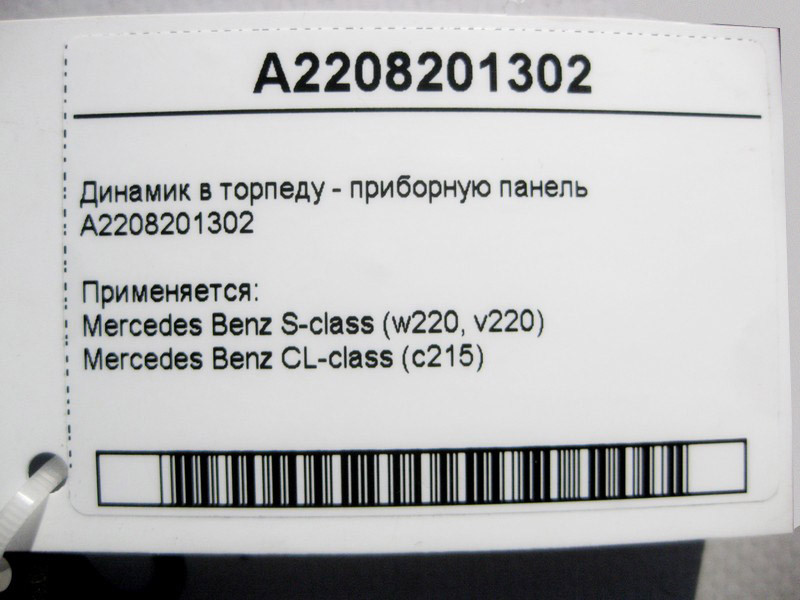 A2208201302
Динамик в торпеду - приборную панель
A2208201302
Применяется:
Mercedes Benz S-class (w220, v220)
Mercedes Benz CL-class (c215)